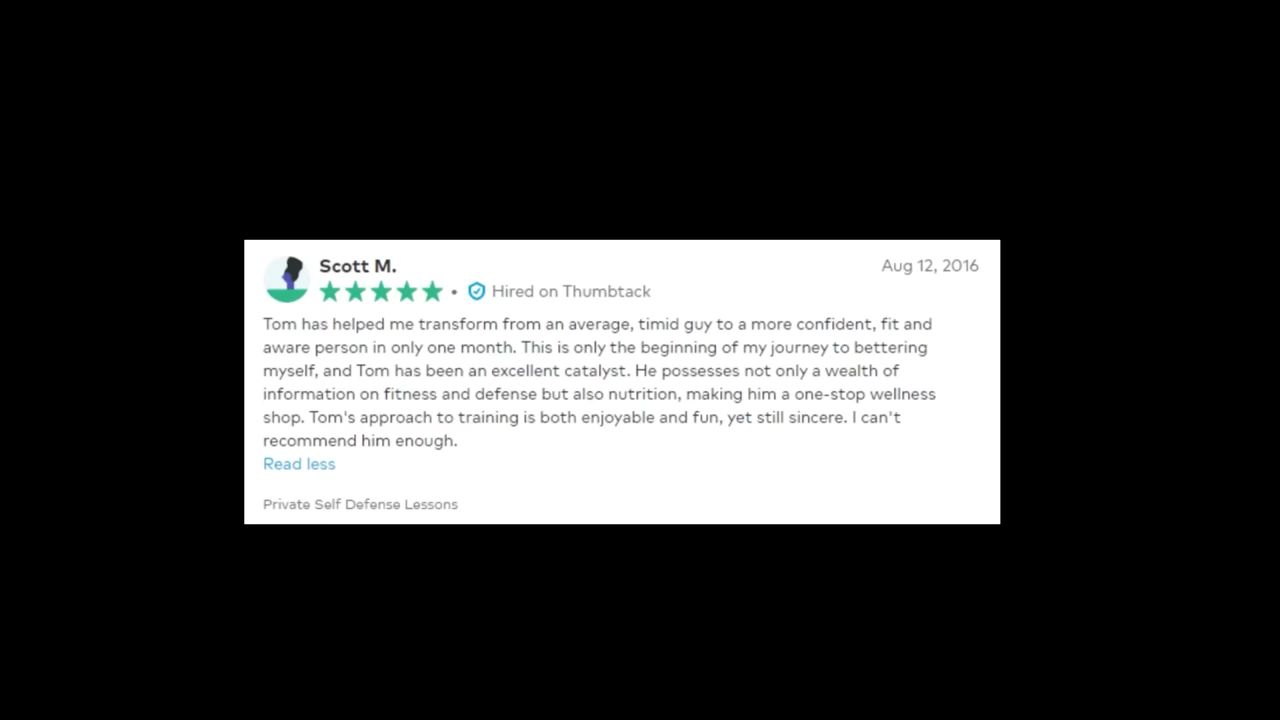 Scott M.
Aug 12, 2016
• Hired on Thumbtack
Tom has helped me transform from an average, timid guy to a more confident, fit and
aware person in only one month. This is only the beginning of my journey to bettering
myself, and Tom has been an excellent catalyst. He possesses not only a wealth of
information on fitness and defense but also nutrition, making him a one-stop wellness
shop. Tom's approach to training is both enjoyable and fun, yet still sincere. I can't
recommend him enough.
Read less
Private Self Defense Lessons